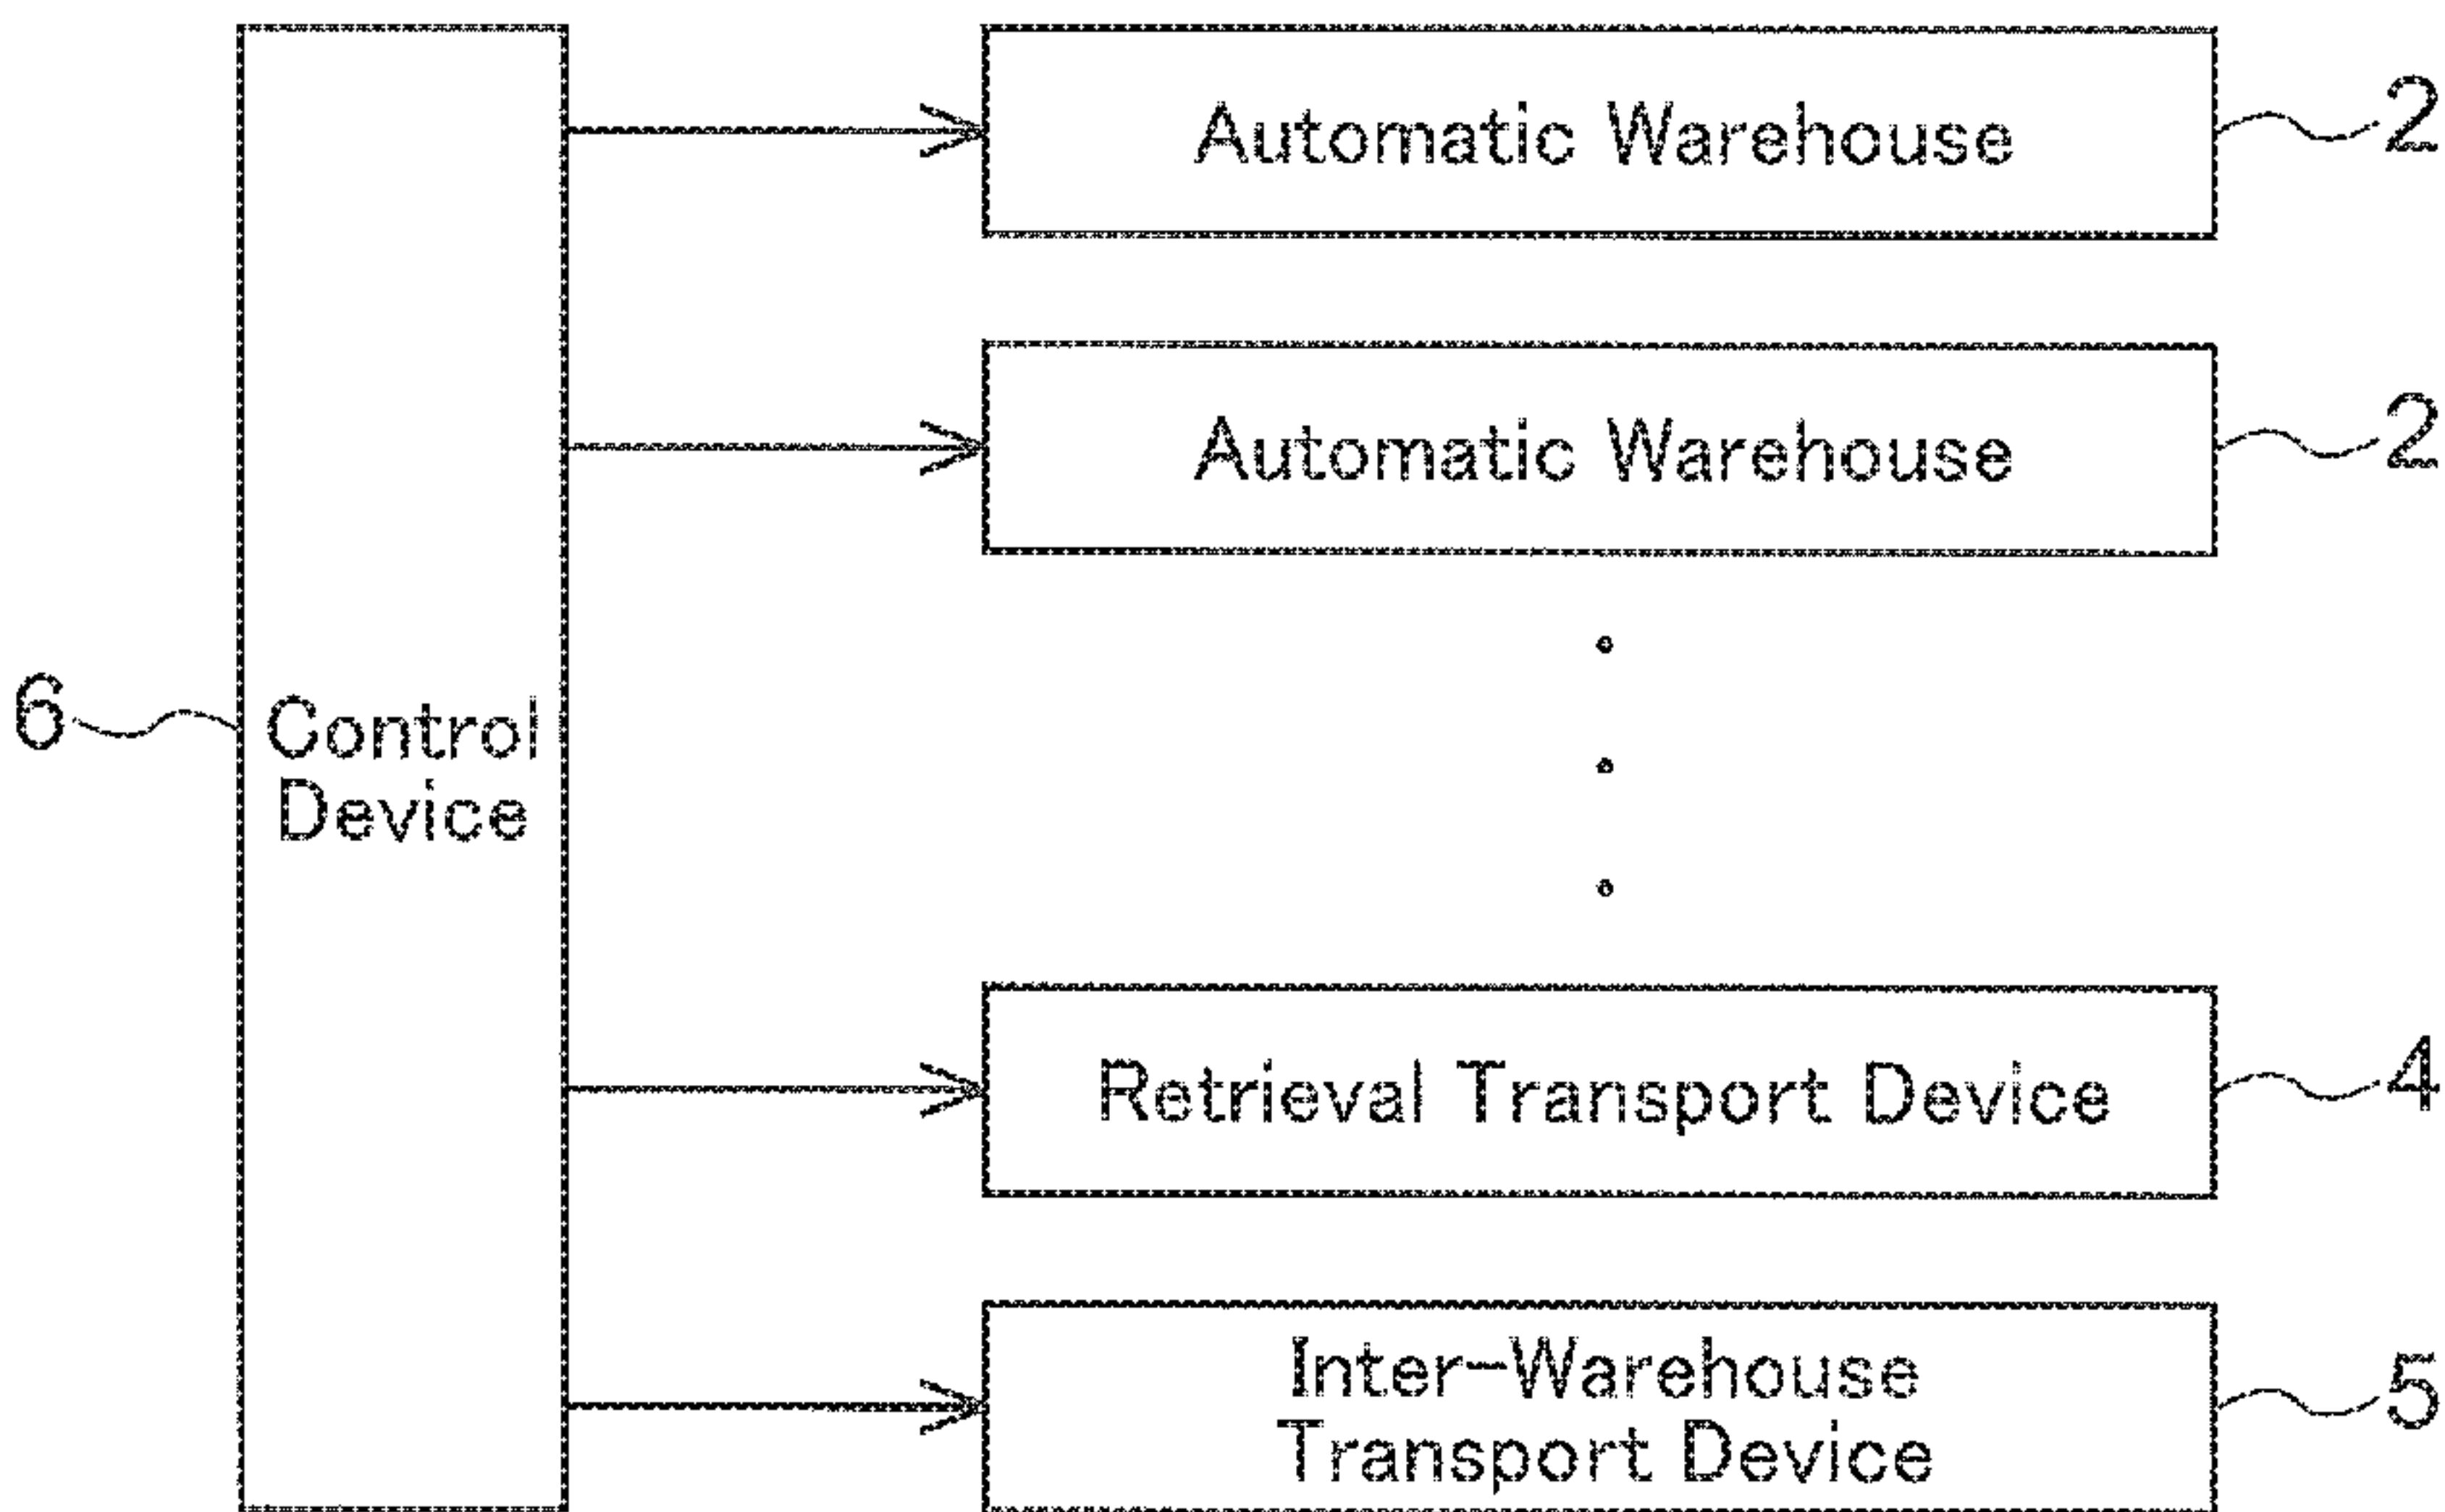 Automatic Warehouse 2
Automatic Warehouse 2
6 Control
Device
Retrieval Transport Device 4
Inter-Warehouse
Transport Device 5